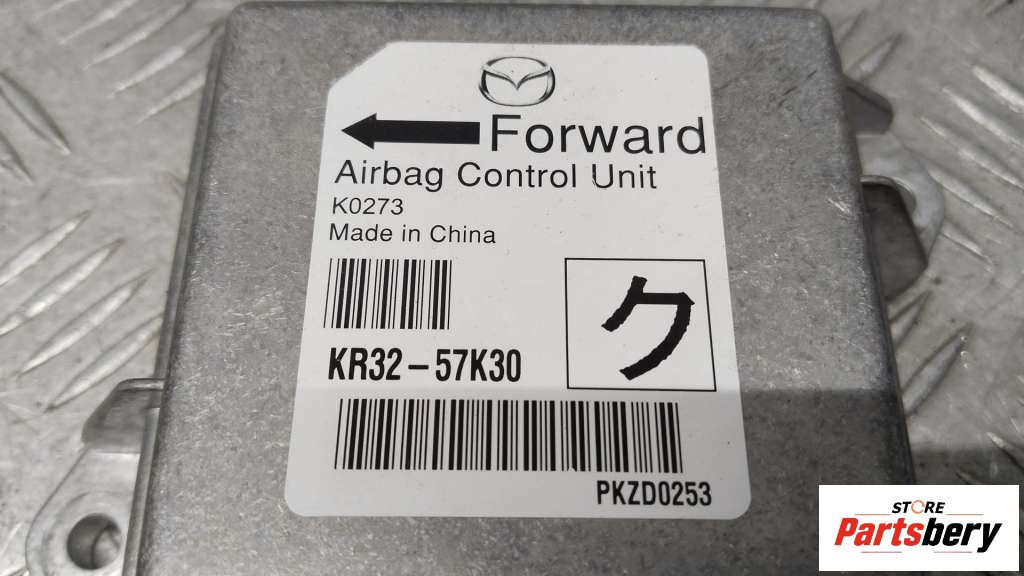 Forward
Airbag Control Unit
K0273
Made in China
ク
KR32-57K30
PKZD0253
STORE
Partsbery